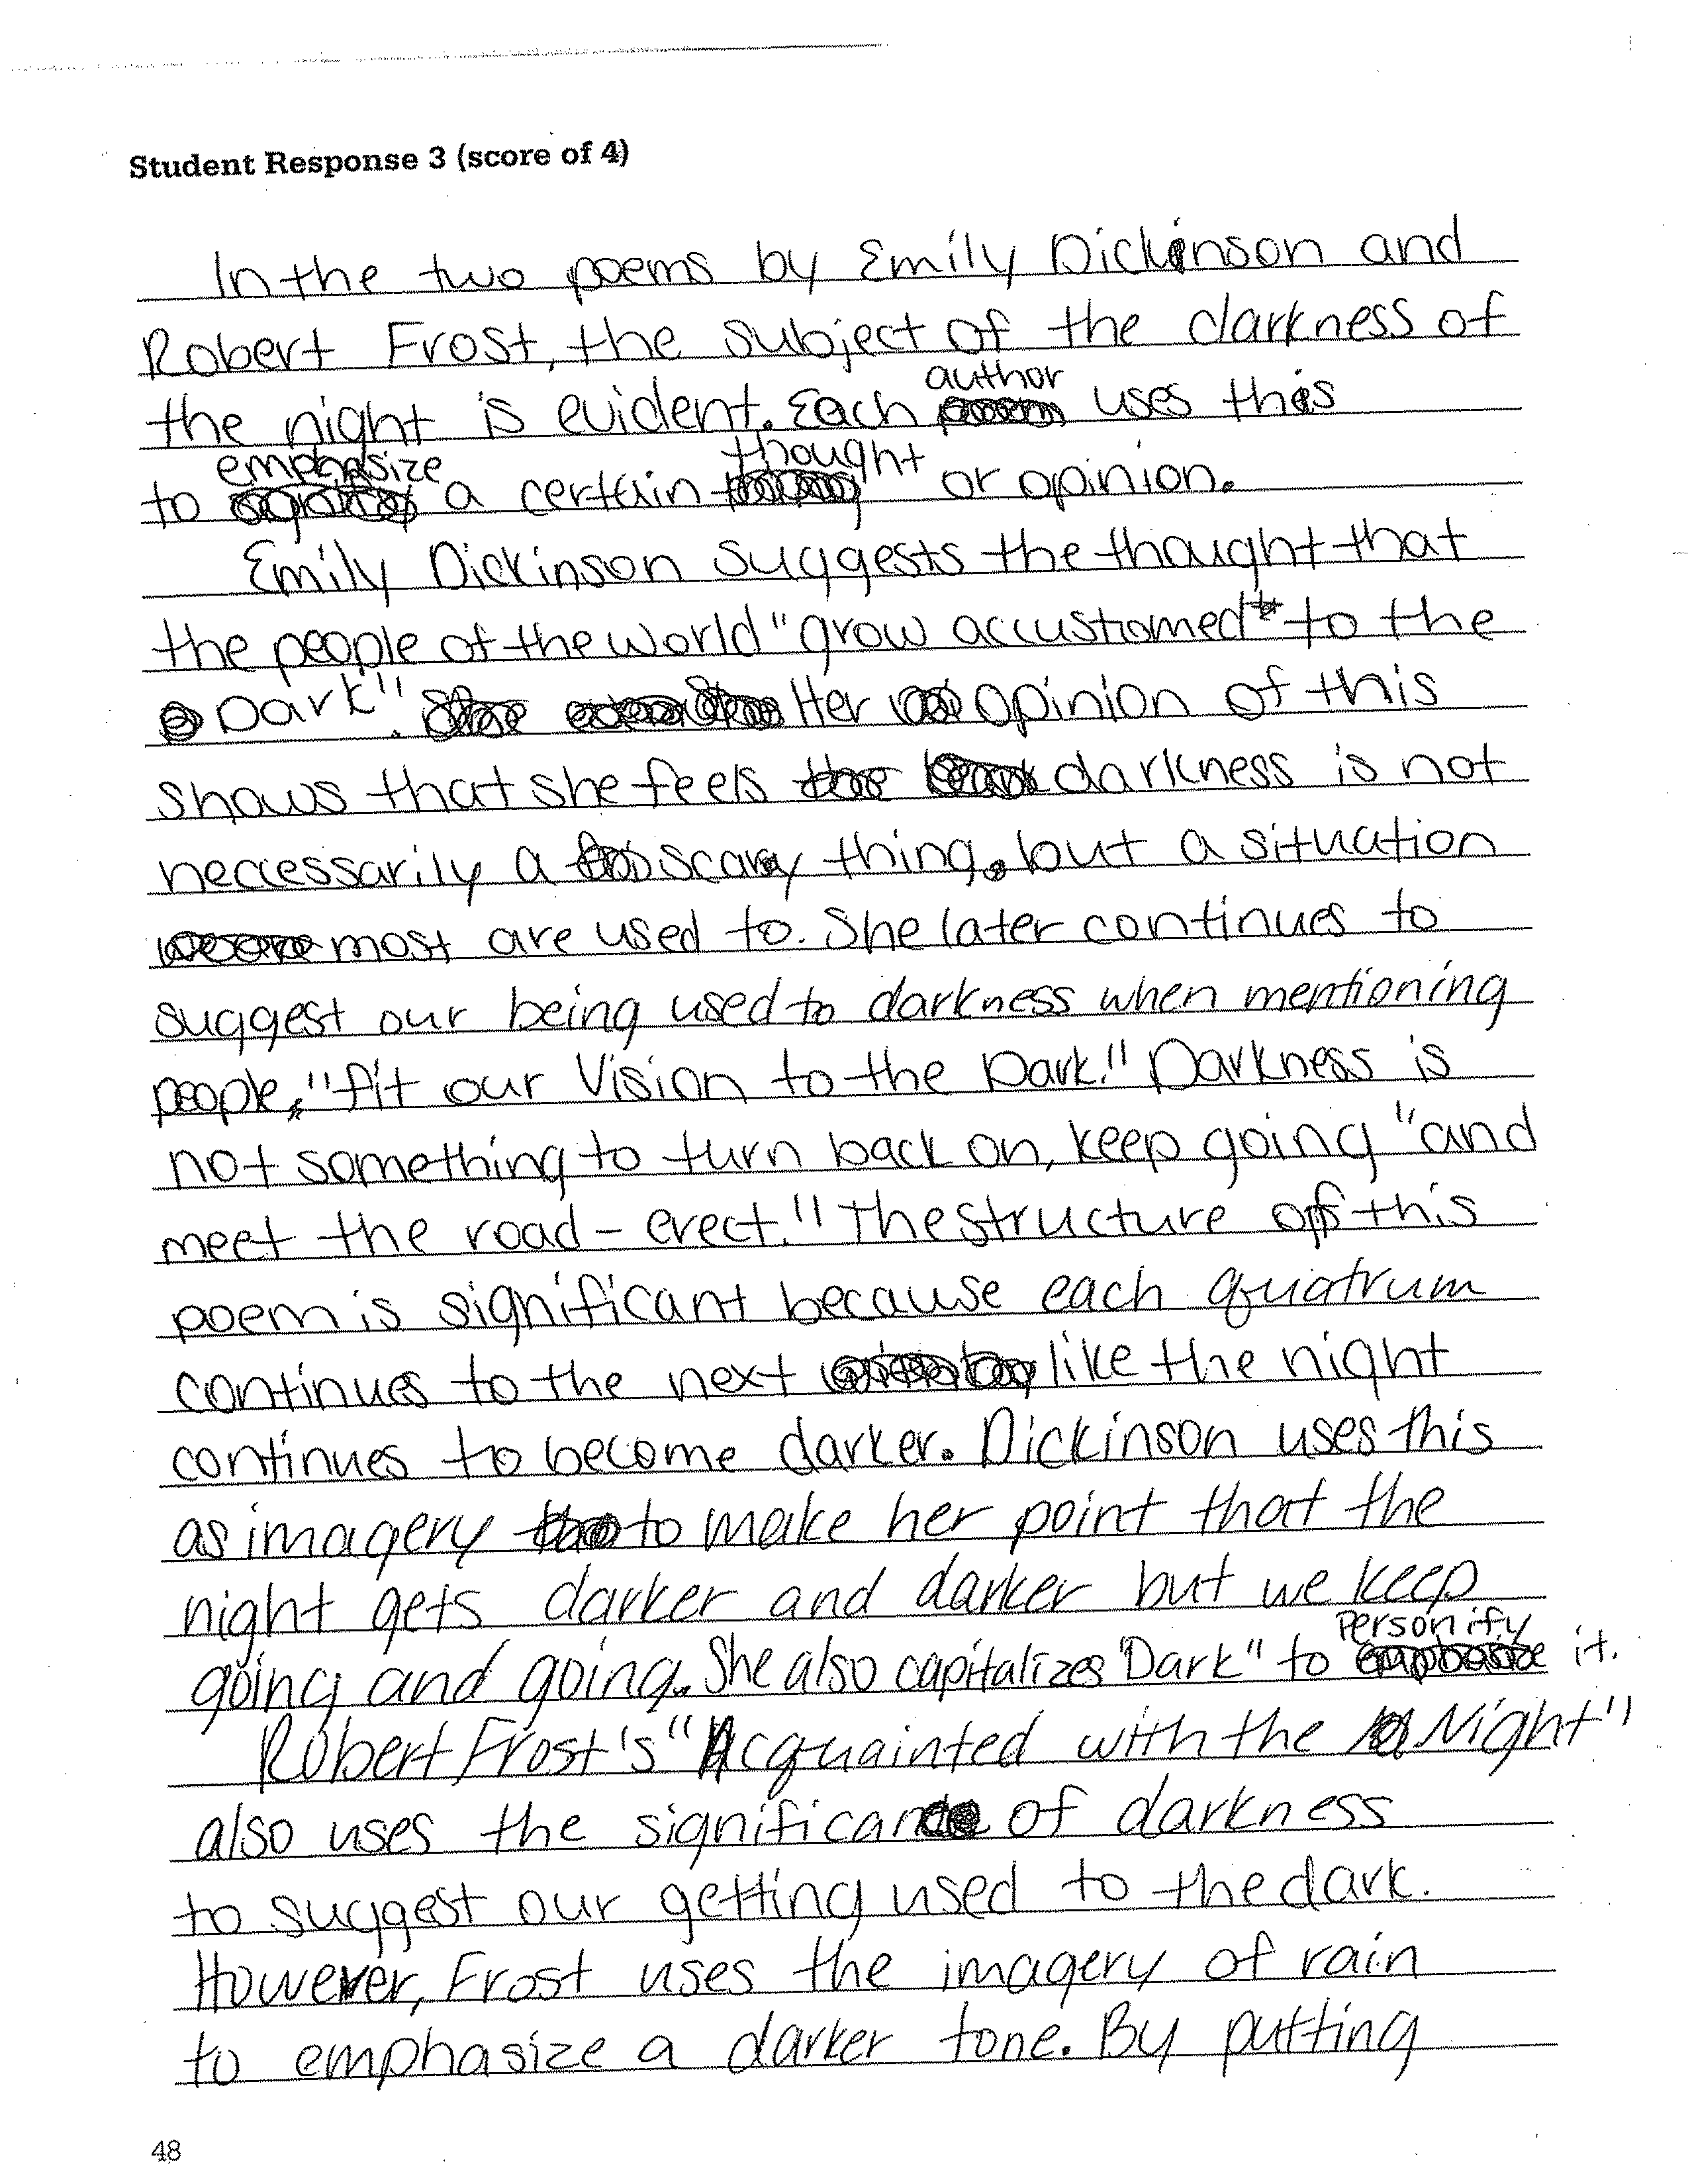 Student Response 3 (score of 4)
In the two poems by Emily Dickinson and
Robert Frost, the subject of the darkness of
the night is evident. Each author uses this
to emphasize a certain thought or opinion.
Emily Dickinson suggests the thought that
the people of the world "grow accustomed to the
Dark". Her opinion of this
shows that she feels darkness is not
neccessarily a scary thing, but a situation
most are used to. She later continues to
suggest our being used to darkness when mentioning
people, "fit our Vision to the Dark." Darkness is
not something to turn back on, keep going "and
meet the road – erect." The structure of this
poem is significant because each quatrum
continues to the next like the night
continues to become darker. Dickinson uses this
as imagery to make her point that the
night gets darker and darker but we keep
going and going. She also capitalizes "Dark" to personify it.
Robert Frost's "Acquainted with the Night"
also uses the significance of darkness
to suggest our getting used to the dark.
However, Frost uses the imagery of rain
to emphasize a darker tone. By putting
48